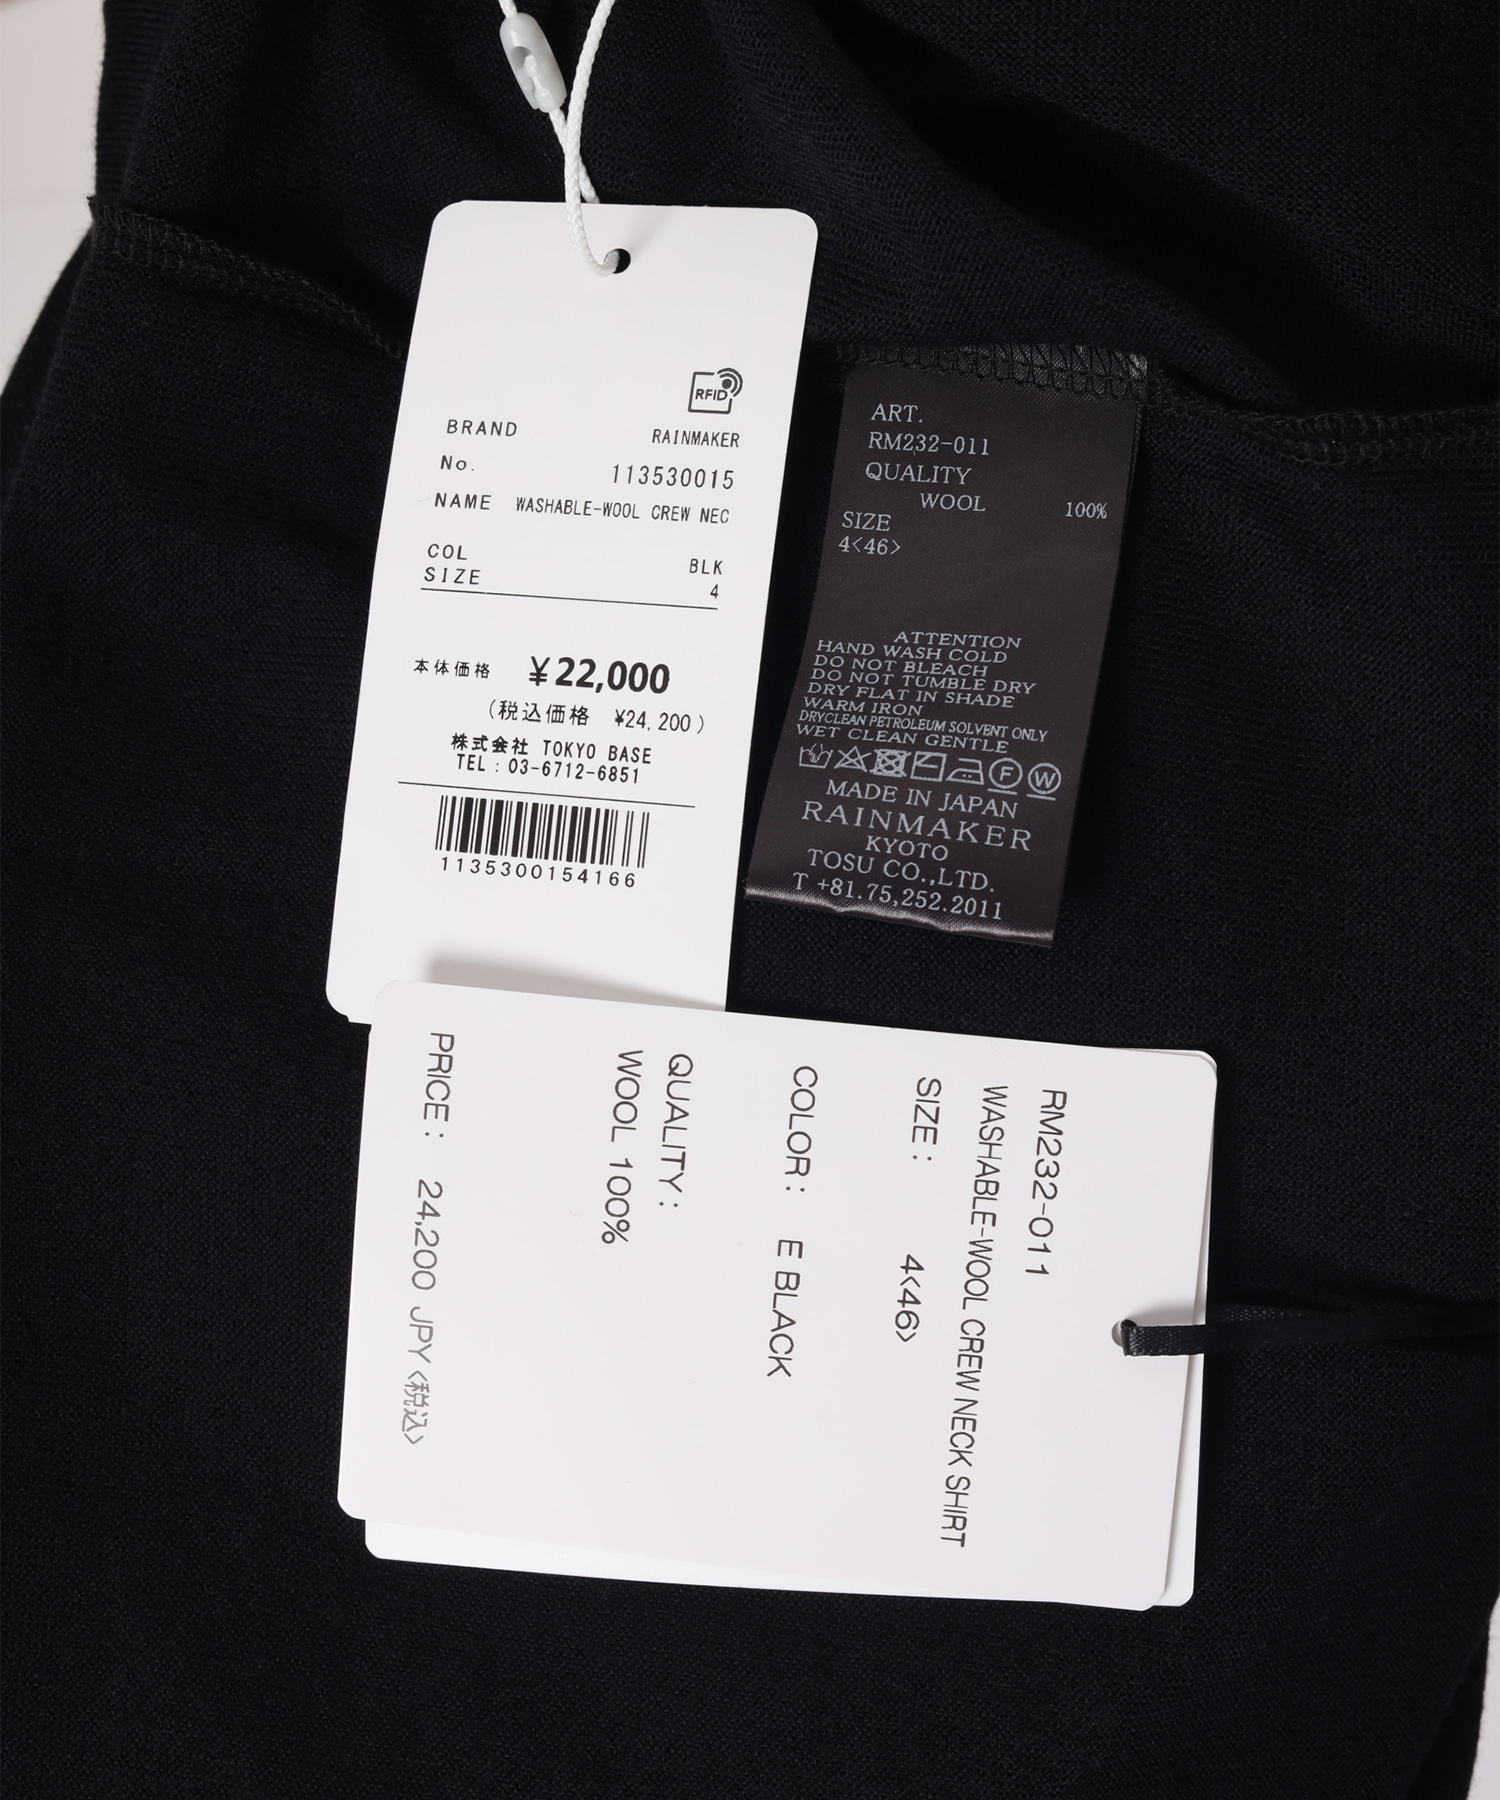 RFID
BRAND RAINMAKER
No. 113530015
NAME WASHABLE-WOOL CREW NEC
COL BLK
SIZE 4
本体価格 ¥22,000
(税込価格 ¥24,200)
株式会社 TOKYO BASE
TEL:03-6712-6851
1135300154166
ART.
RM232-011
QUALITY
WOOL 100%
SIZE
4<46>
ATTENTION
HAND WASH COLD
DO NOT BLEACH
DO NOT TUMBLE DRY
DRY FLAT IN SHADE
WARM IRON
DRYCLEAN PETROLEUM SOLVENT ONLY
WET CLEAN GENTLE
F W
MADE IN JAPAN
RAINMAKER
KYOTO
TOSU CO.,LTD.
T +81.75,252.2011
RM232-011
WASHABLE-WOOL CREW NECK SHIRT
SIZE: 4<46>
COLOR: E BLACK
QUALITY:
WOOL 100%
PRICE: 24,200 JPY <税込>